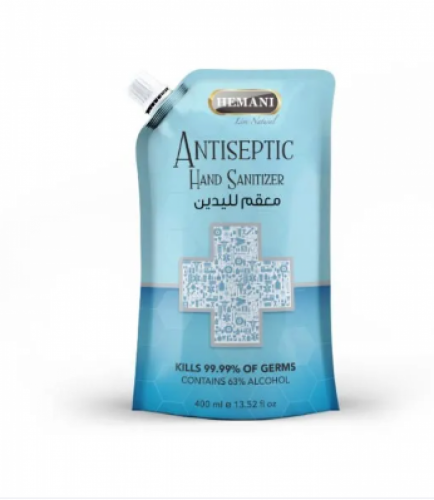 HEMANI
Live Natural
ANTISEPTIC
HAND SANITIZER
معقم لليدين
KILLS 99.99% OF GERMS
CONTAINS 63% ALCOHOL
400 ml e 13.52 fl oz